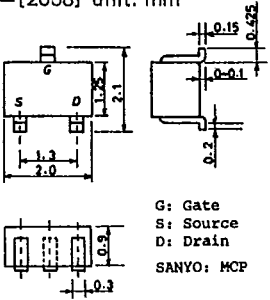 [2058] unit: mm
0.15
0.425
G
1.25
2.1
0~0.1
S D
1.3
2.0
0.2
0.9
0.3
G: Gate
S: Source
D: Drain
SANYO: MCP